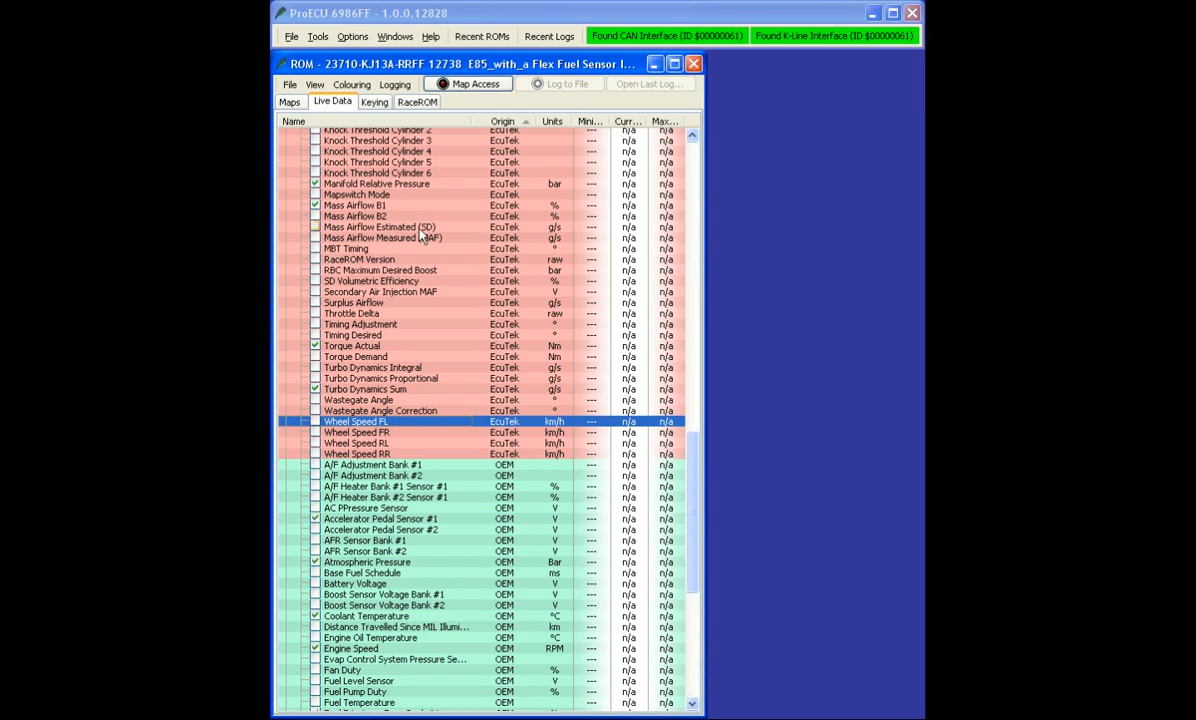 ProECU 6986FF - 1.0.0.12828
File Tools Options Windows Help Recent ROMs Recent Logs Found CAN Interface (ID $00000061) Found K-Line Interface (ID $00000061)
ROM - 23710-KJ13A-RRFF 12738 E85_with_a Flex Fuel Sensor I...
File View Colouring Logging Map Access Log to File Open Last Log...
Maps Live Data Keying RaceROM
Name Origin Units Mini... Curr... Max...
Knock Threshold Cylinder 2 EcuTek --- n/a n/a
Knock Threshold Cylinder 3 EcuTek --- n/a n/a
Knock Threshold Cylinder 4 EcuTek --- n/a n/a
Knock Threshold Cylinder 5 EcuTek --- n/a n/a
Knock Threshold Cylinder 6 EcuTek --- n/a n/a
Manifold Relative Pressure EcuTek bar --- n/a n/a
Mapswitch Mode EcuTek --- n/a n/a
Mass Airflow B1 EcuTek % --- n/a n/a
Mass Airflow B2 EcuTek % --- n/a n/a
Mass Airflow Estimated (SD) EcuTek g/s --- n/a n/a
Mass Airflow Measured (MAF) EcuTek g/s --- n/a n/a
MBT Timing EcuTek ° --- n/a n/a
RaceROM Version EcuTek raw --- n/a n/a
RBC Maximum Desired Boost EcuTek bar --- n/a n/a
SD Volumetric Efficiency EcuTek % --- n/a n/a
Secondary Air Injection MAF EcuTek V --- n/a n/a
Surplus Airflow EcuTek g/s --- n/a n/a
Throttle Delta EcuTek raw --- n/a n/a
Timing Adjustment EcuTek ° --- n/a n/a
Timing Desired EcuTek ° --- n/a n/a
Torque Actual EcuTek Nm --- n/a n/a
Torque Demand EcuTek Nm --- n/a n/a
Turbo Dynamics Integral EcuTek g/s --- n/a n/a
Turbo Dynamics Proportional EcuTek g/s --- n/a n/a
Turbo Dynamics Sum EcuTek g/s --- n/a n/a
Wastegate Angle EcuTek ° --- n/a n/a
Wastegate Angle Correction EcuTek ° --- n/a n/a
Wheel Speed FL EcuTek km/h --- n/a n/a
Wheel Speed FR EcuTek km/h --- n/a n/a
Wheel Speed RL EcuTek km/h --- n/a n/a
Wheel Speed RR EcuTek km/h --- n/a n/a
A/F Adjustment Bank #1 OEM --- n/a n/a
A/F Adjustment Bank #2 OEM --- n/a n/a
A/F Heater Bank #1 Sensor #1 OEM % --- n/a n/a
A/F Heater Bank #2 Sensor #1 OEM % --- n/a n/a
AC PPressure Sensor OEM V --- n/a n/a
Accelerator Pedal Sensor #1 OEM V --- n/a n/a
Accelerator Pedal Sensor #2 OEM V --- n/a n/a
AFR Sensor Bank #1 OEM V --- n/a n/a
AFR Sensor Bank #2 OEM V --- n/a n/a
Atmospheric Pressure OEM Bar --- n/a n/a
Base Fuel Schedule OEM ms --- n/a n/a
Battery Voltage OEM V --- n/a n/a
Boost Sensor Voltage Bank #1 OEM V --- n/a n/a
Boost Sensor Voltage Bank #2 OEM V --- n/a n/a
Coolant Temperature OEM °C --- n/a n/a
Distance Travelled Since MIL Illumi... OEM km --- n/a n/a
Engine Oil Temperature OEM °C --- n/a n/a
Engine Speed OEM RPM --- n/a n/a
Evap Control System Pressure Se... OEM V --- n/a n/a
Fan Duty OEM % --- n/a n/a
Fuel Level Sensor OEM V --- n/a n/a
Fuel Pump Duty OEM % --- n/a n/a
Fuel Temperature OEM °C --- n/a n/a